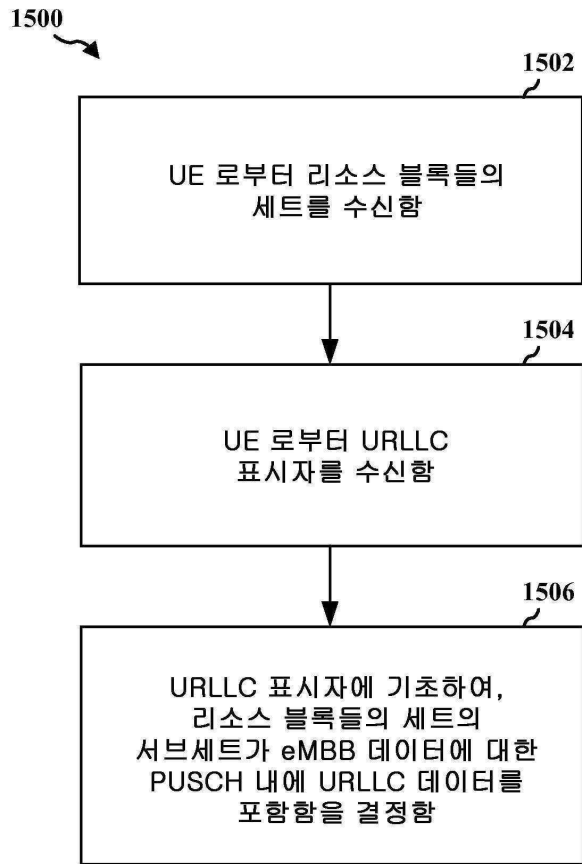 1500
1502
UE 로부터 리소스 블록들의
세트를 수신함
1504
UE 로부터 URLLC
표시자를 수신함
1506
URLLC 표시자에 기초하여,
리소스 블록들의 세트의
서브세트가 eMBB 데이터에 대한
PUSCH 내에 URLLC 데이터를
포함함을 결정함